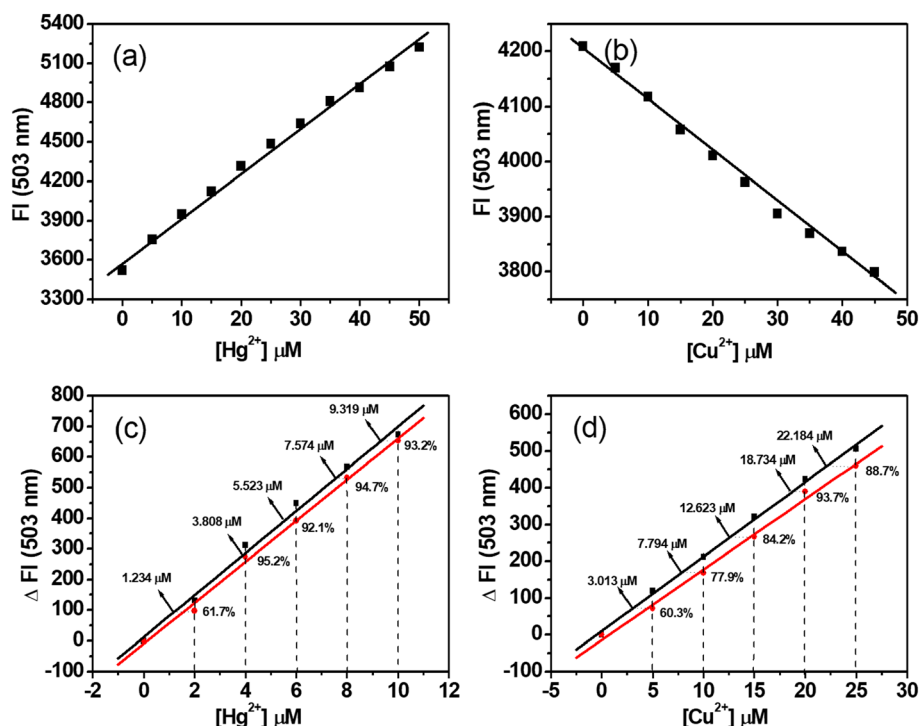 (a)
FI (503 nm)
5400
5100
4800
4500
4200
3900
3600
3300
0 10 20 30 40 50
[Hg2+] μM
(b)
FI (503 nm)
4200
4100
4000
3900
3800
0 10 20 30 40 50
[Cu2+] μM
(c)
Δ FI (503 nm)
800
700
600
500
400
300
200
100
0
-100
9.319 μM
7.574 μM
5.523 μM
3.808 μM
1.234 μM
93.2%
94.7%
92.1%
95.2%
61.7%
-2 0 2 4 6 8 10 12
[Hg2+] μM
(d)
Δ FI (503 nm)
600
500
400
300
200
100
0
-100
22.184 μM
18.734 μM
12.623 μM
7.794 μM
3.013 μM
88.7%
93.7%
84.2%
77.9%
60.3%
-5 0 5 10 15 20 25 30
[Cu2+] μM